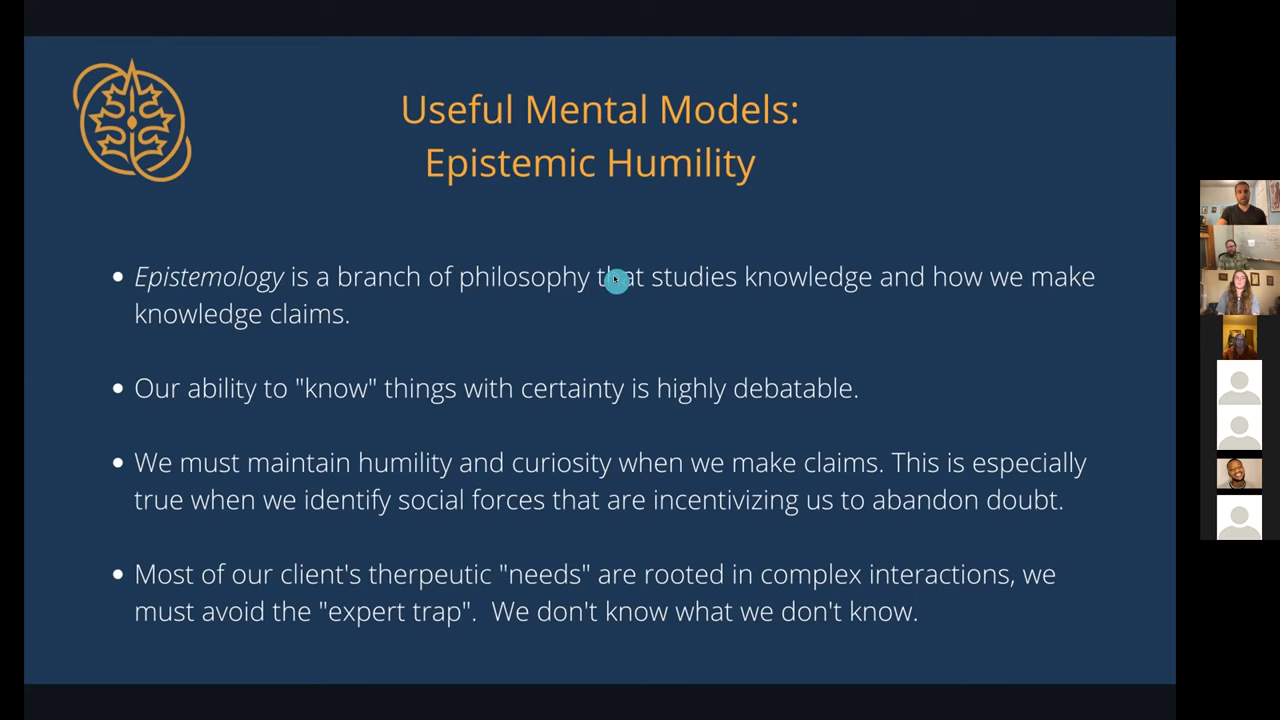 Useful Mental Models:
Epistemic Humility
• Epistemology is a branch of philosophy that studies knowledge and how we make
knowledge claims.
• Our ability to "know" things with certainty is highly debatable.
• We must maintain humility and curiosity when we make claims. This is especially
true when we identify social forces that are incentivizing us to abandon doubt.
• Most of our client's therpeutic "needs" are rooted in complex interactions, we
must avoid the "expert trap".  We don't know what we don't know.